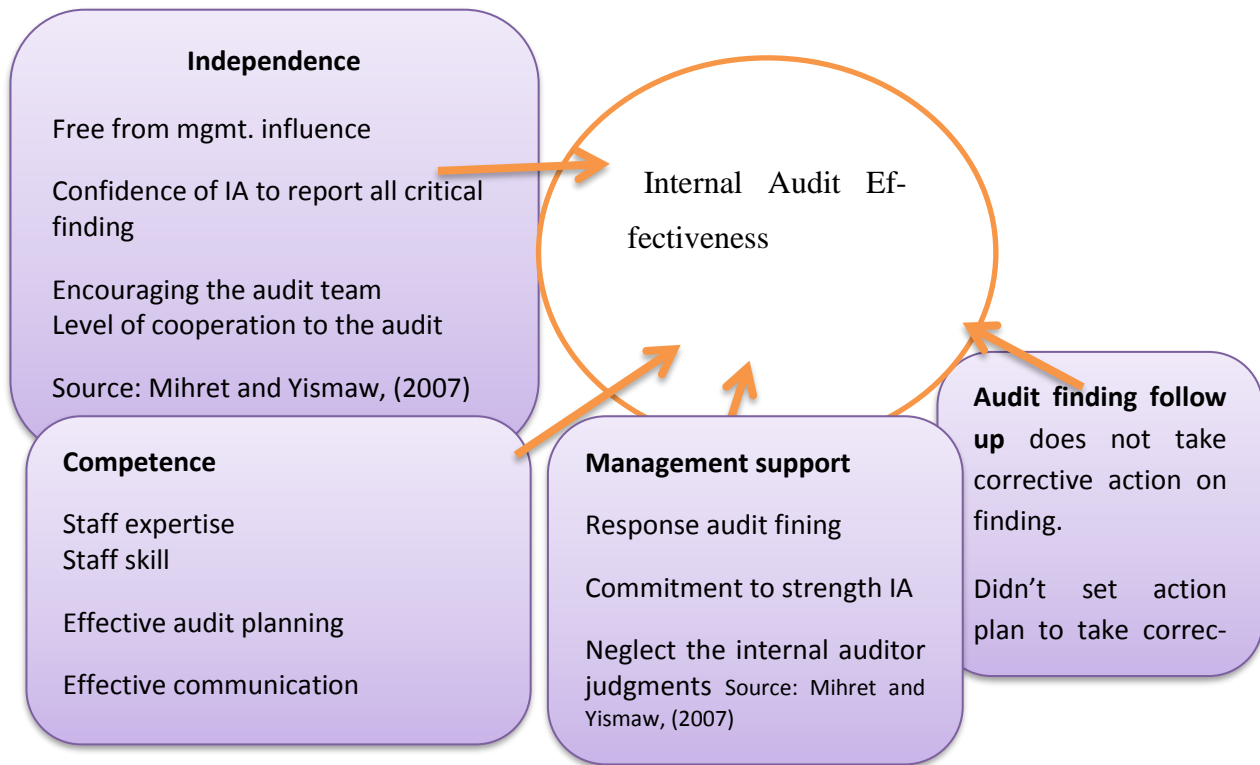 Independence
Free from mgmt. influence
Confidence of IA to report all critical
finding
Encouraging the audit team
Level of cooperation to the audit
Source: Mihret and Yismaw, (2007)
Internal Audit Ef-
fectiveness
Competence
Staff expertise
Staff skill
Effective audit planning
Effective communication
Management support
Response audit fining
Commitment to strength IA
Neglect the internal auditor
judgments Source: Mihret and
Yismaw, (2007)
Audit finding follow
up does not take
corrective action on
finding.
Didn’t set action
plan to take correc-